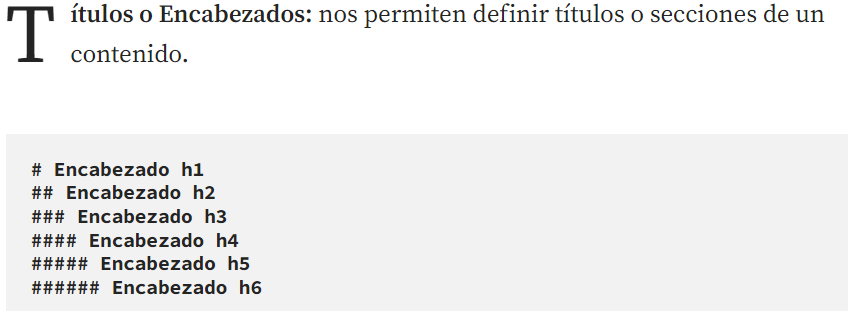 Títulos o Encabezados: nos permiten definir títulos o secciones de un
contenido.
# Encabezado h1
## Encabezado h2
### Encabezado h3
#### Encabezado h4
##### Encabezado h5
###### Encabezado h6